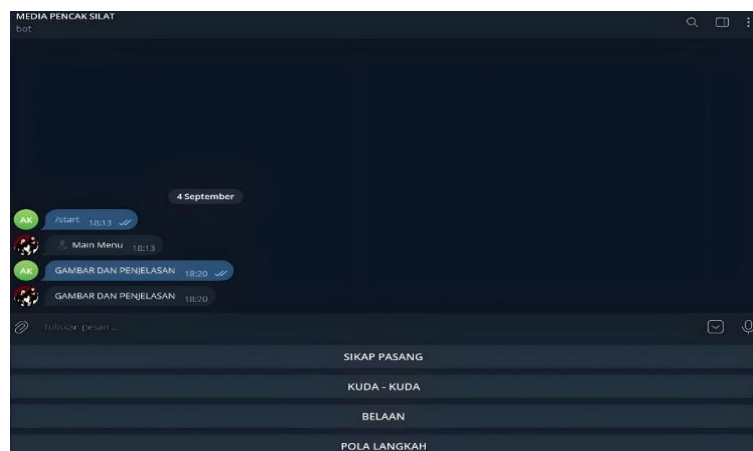 MEDIA PENCAK SILAT
bot
4 September
AK /start 18:13
Main Menu 18:13
AK GAMBAR DAN PENJELASAN 18:20
GAMBAR DAN PENJELASAN 18:20
Tuliskan pesan ...
SIKAP PASANG
KUDA - KUDA
BELAAN
POLA LANGKAH